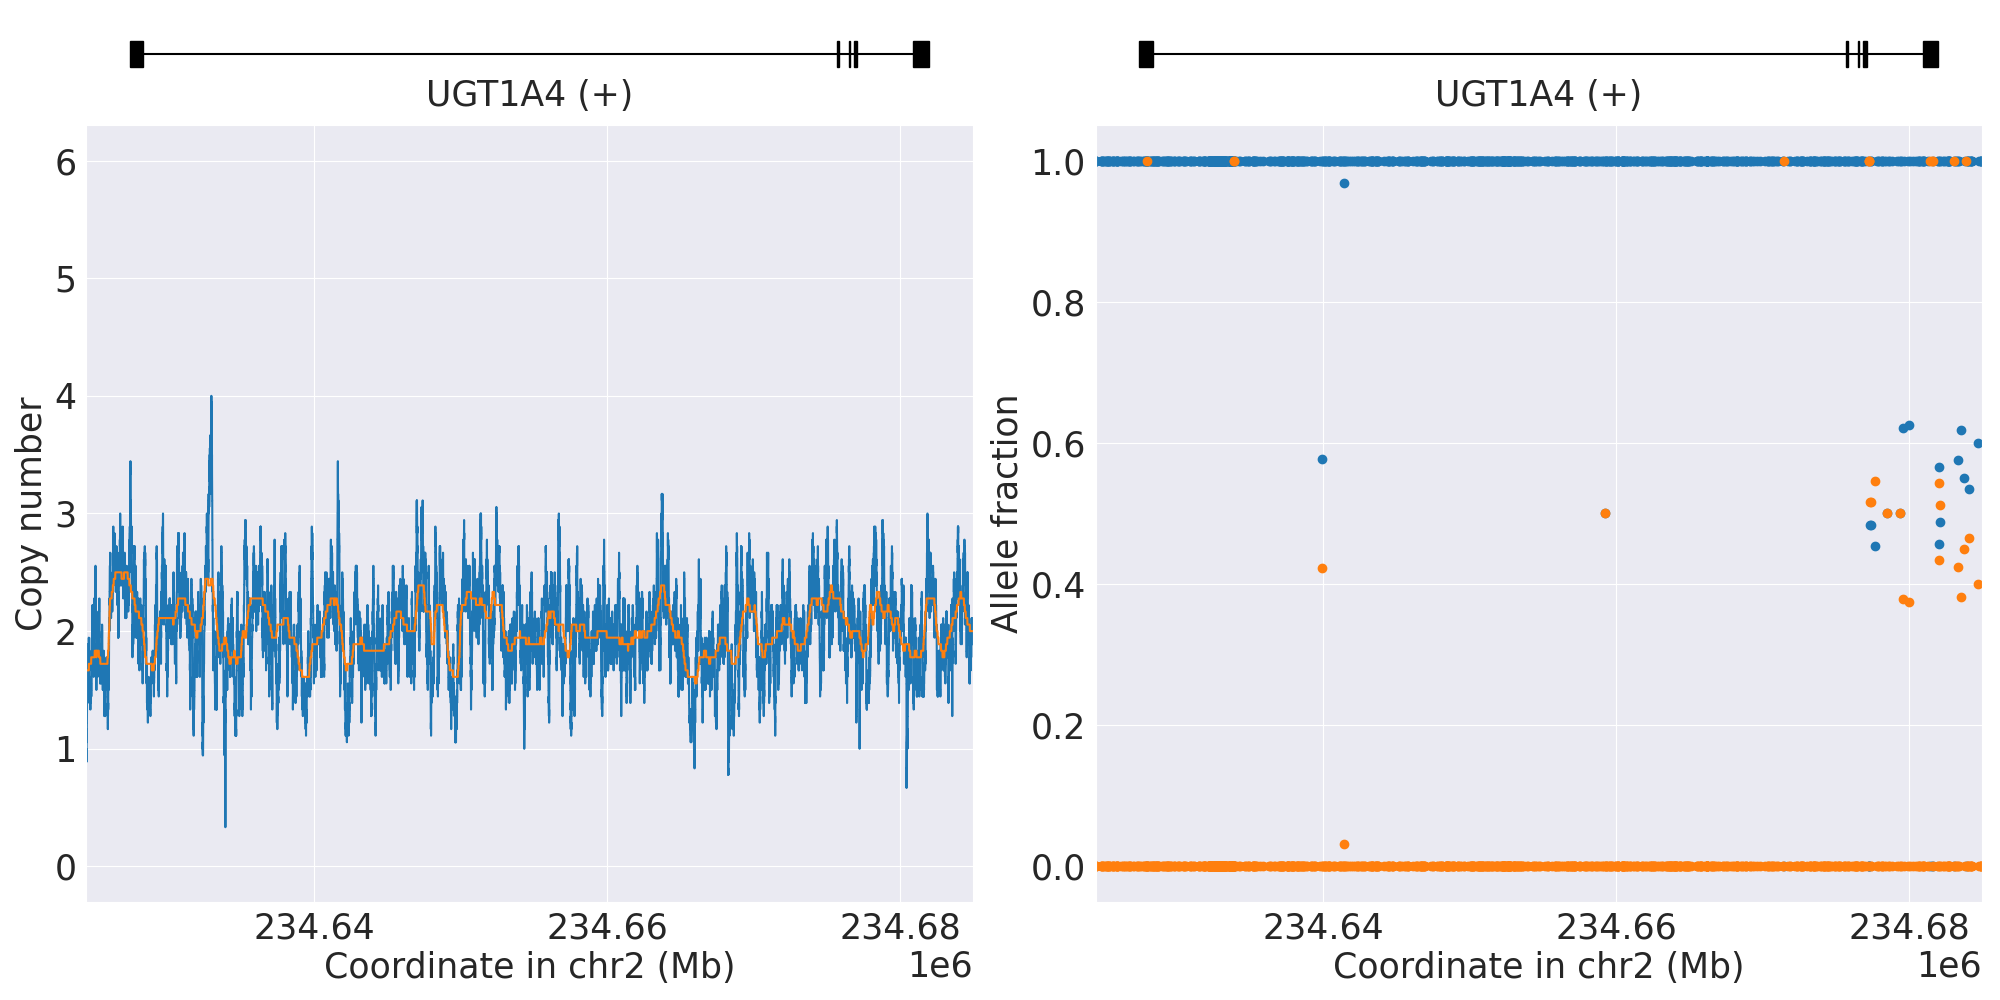 UGT1A4 (+)
6
5
4
3
2
1
0
Copy number
234.64 234.66 234.68
1e6
Coordinate in chr2 (Mb)
UGT1A4 (+)
1.0
0.8
0.6
0.4
0.2
0.0
Allele fraction
234.64 234.66 234.68
1e6
Coordinate in chr2 (Mb)